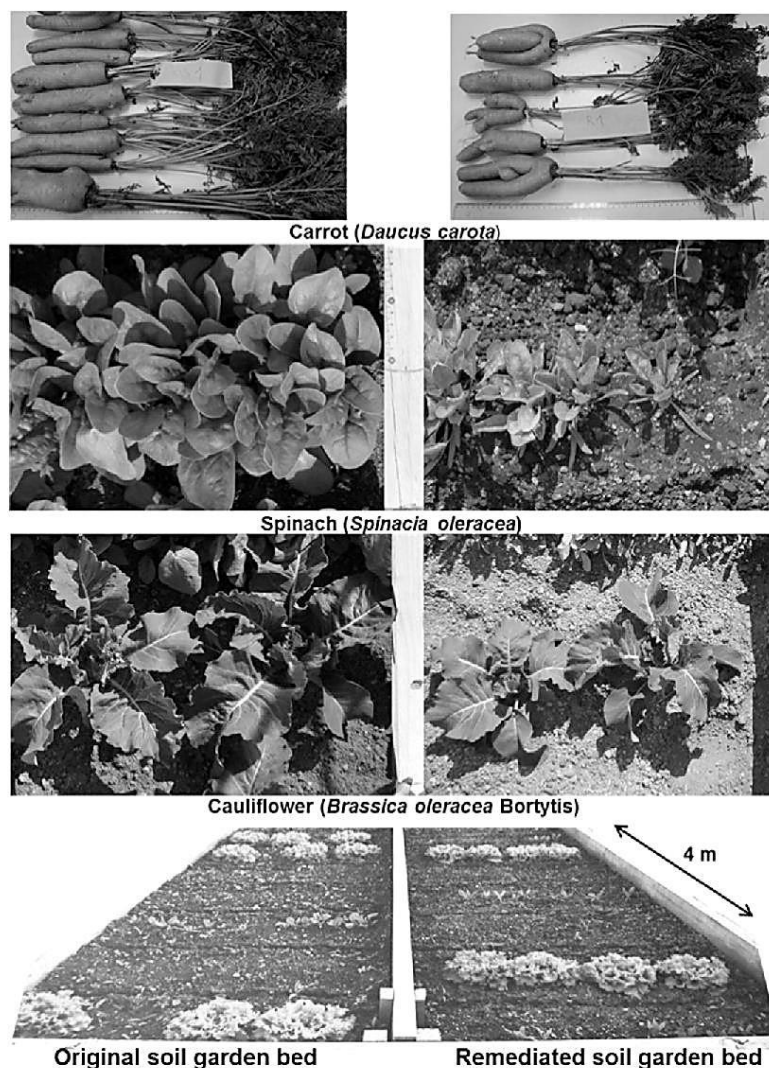 Carrot (Daucus carota)
Spinach (Spinacia oleracea)
Cauliflower (Brassica oleracea Bortytis)
4 m
Original soil garden bed
Remediated soil garden bed